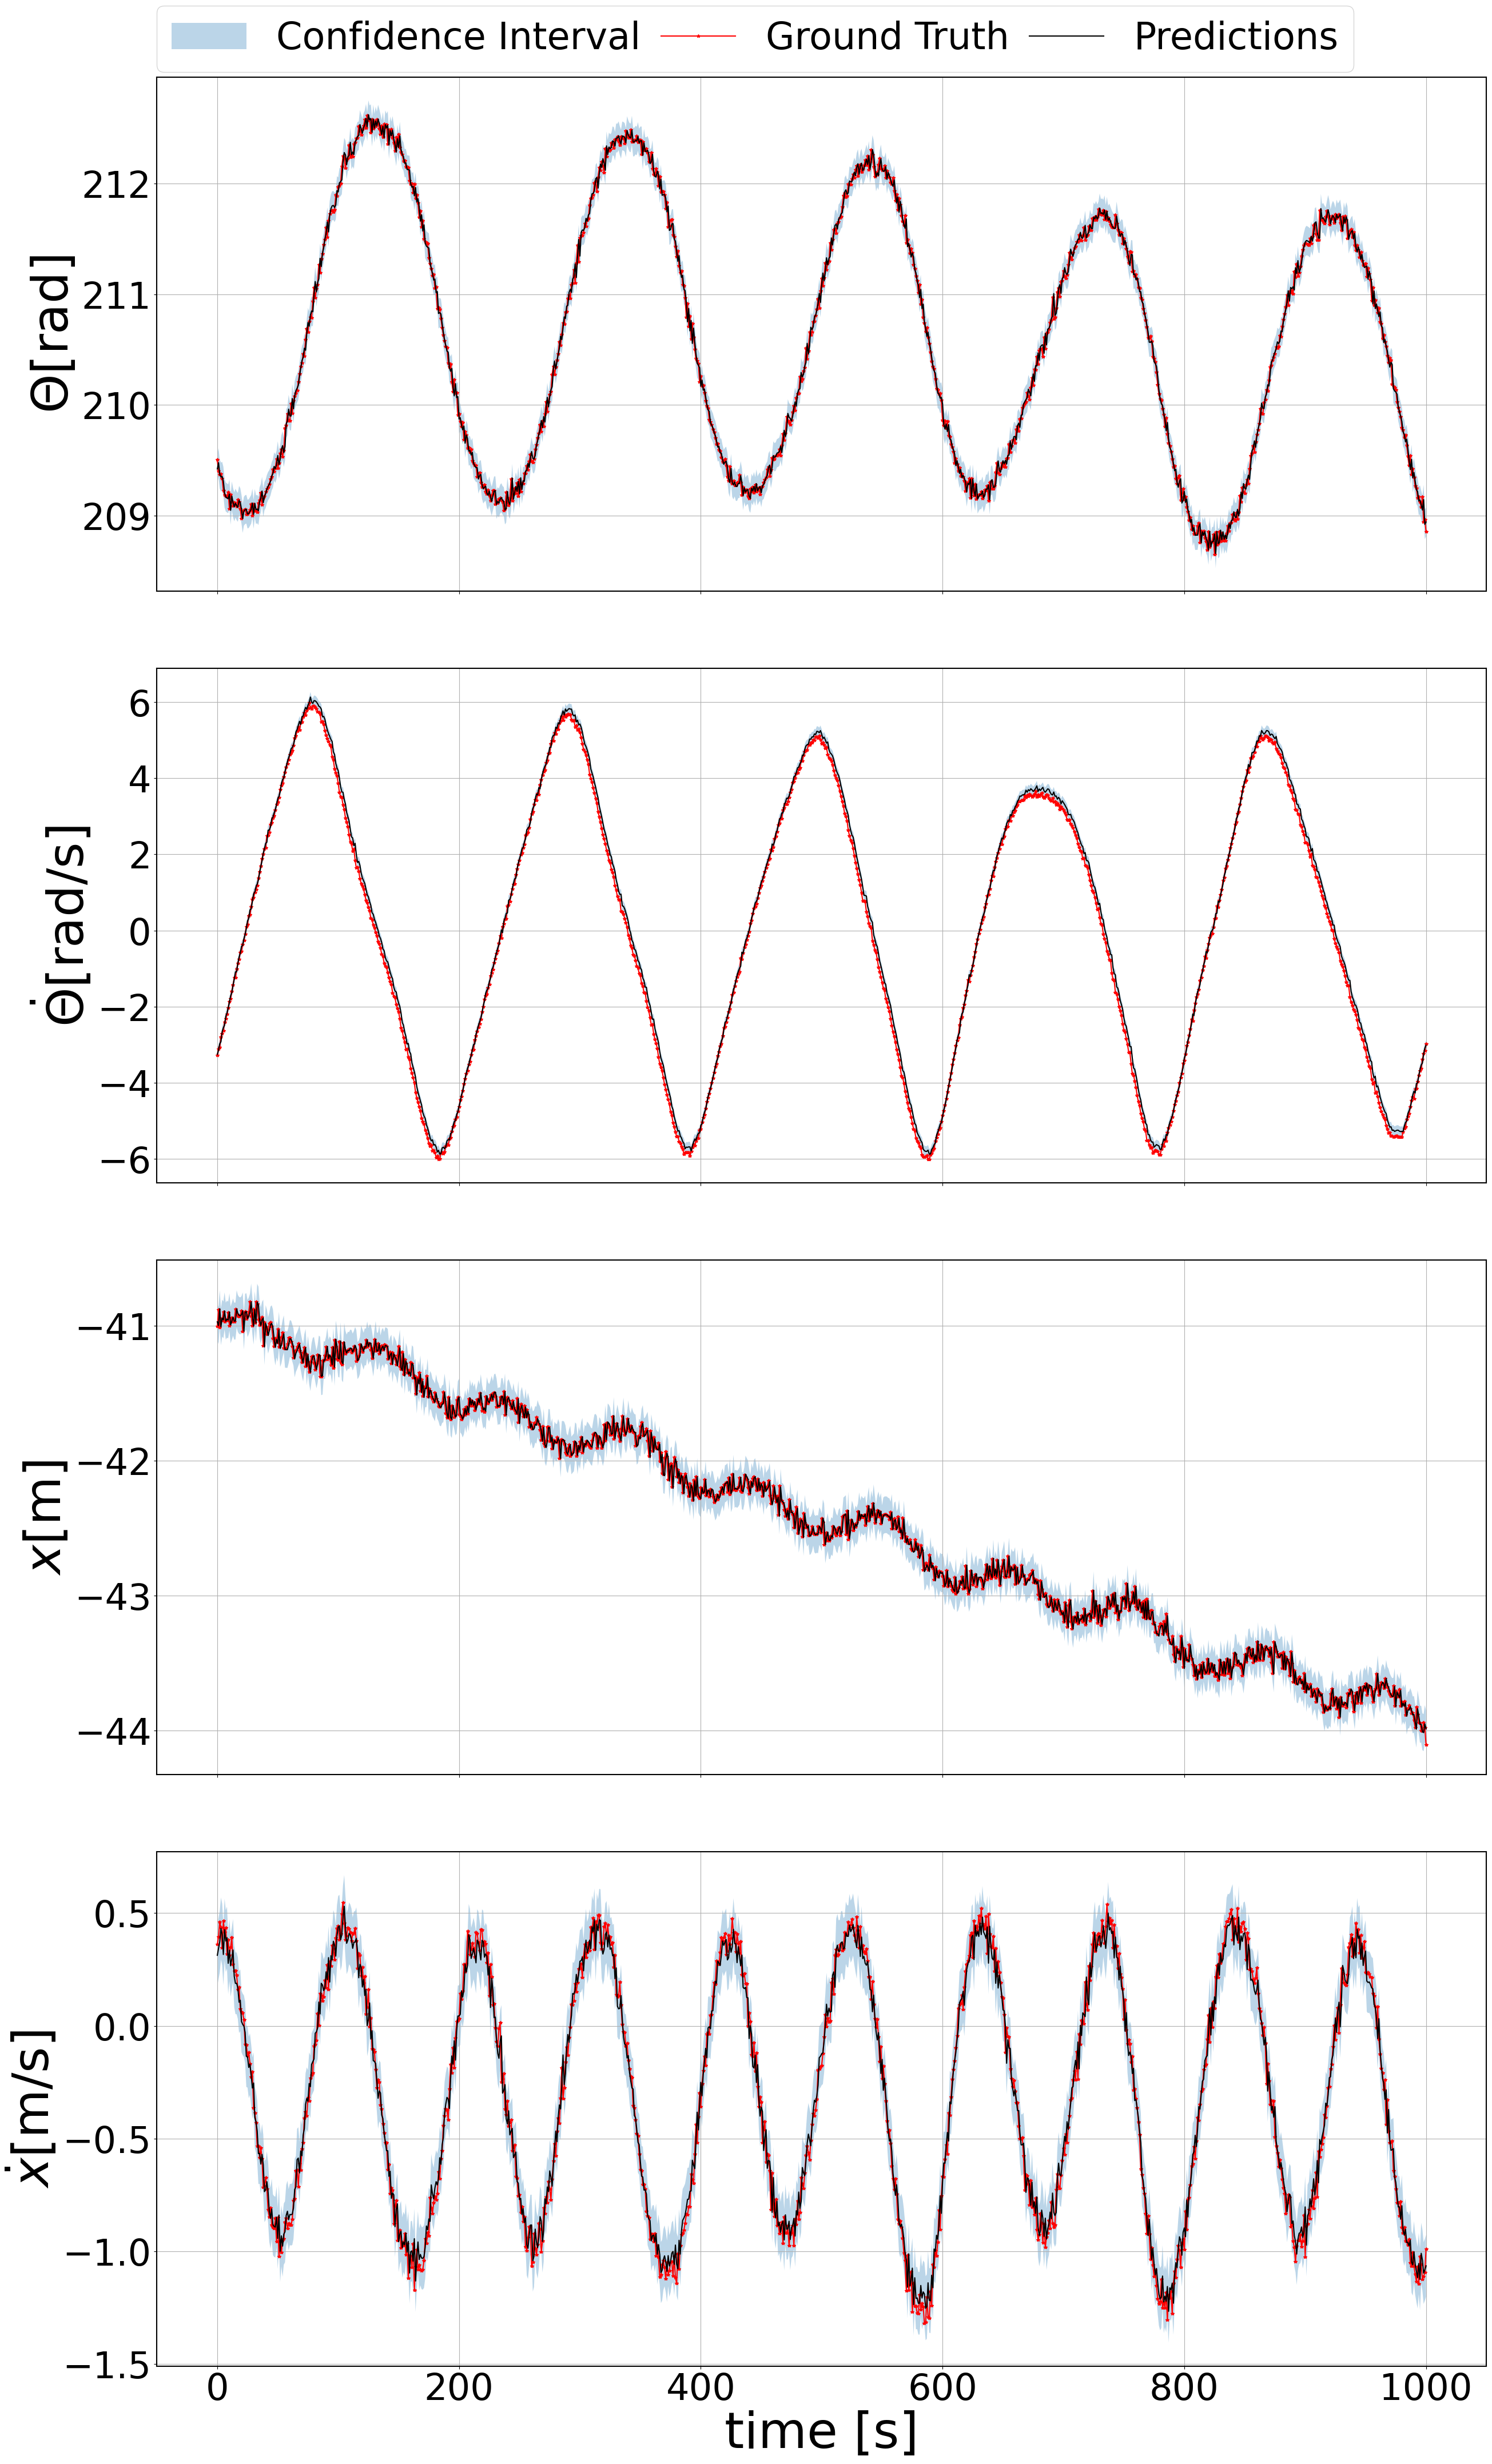 Confidence Interval Ground Truth Predictions
212
211
210
209
Θ[rad]
6
4
2
0
−2
−4
−6
Θ̇[rad/s]
−41
−42
−43
−44
x[m]
0.5
0.0
−0.5
−1.0
−1.5
ẋ[m/s]
0 200 400 600 800 1000
time [s]